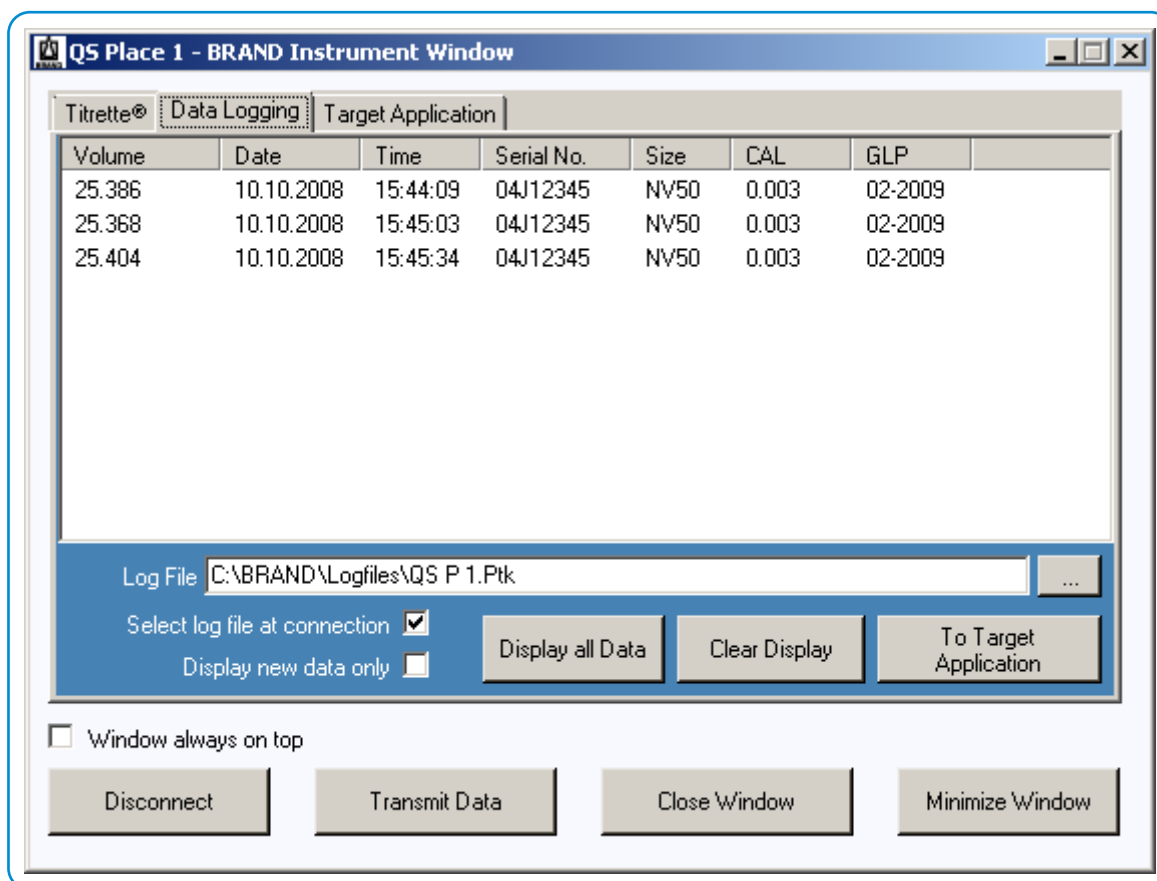 QS Place 1 - BRAND Instrument Window
Titrette® Data Logging Target Application
Volume Date Time Serial No. Size CAL GLP
25.386 10.10.2008 15:44:09 04J12345 NV50 0.003 02-2009
25.368 10.10.2008 15:45:03 04J12345 NV50 0.003 02-2009
25.404 10.10.2008 15:45:34 04J12345 NV50 0.003 02-2009
Log File C:\BRAND\Logfiles\QS P 1.Ptk ...
Select log file at connection
Display new data only
Display all Data Clear Display To Target
Application
Window always on top
Disconnect Transmit Data Close Window Minimize Window